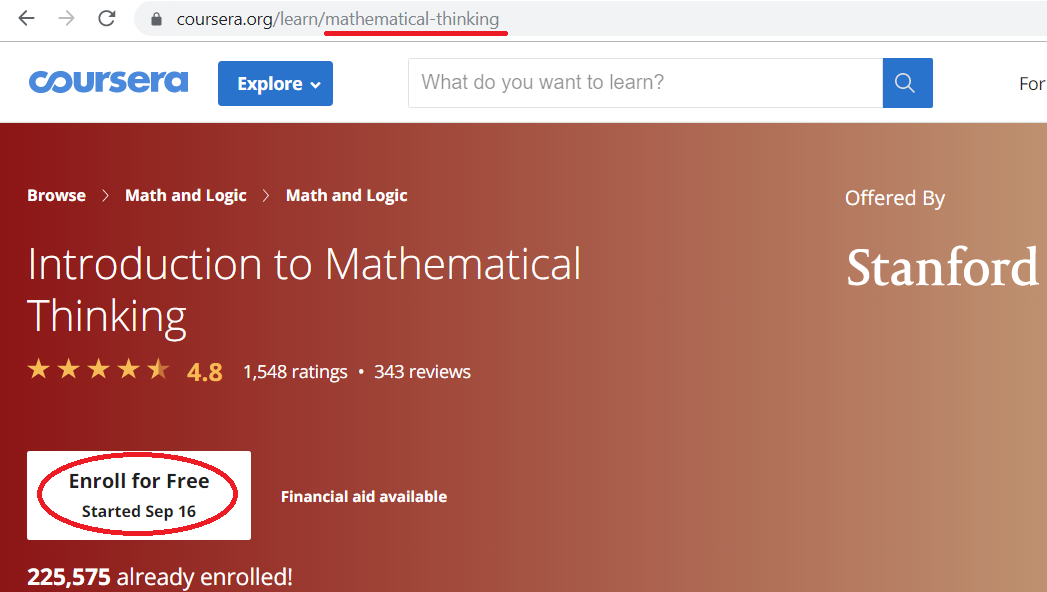 coursera.org/learn/mathematical-thinking
coursera
Explore
What do you want to learn?
For
Browse > Math and Logic > Math and Logic
Offered By
Introduction to Mathematical
Thinking
Stanford
4.8 1,548 ratings • 343 reviews
Enroll for Free
Started Sep 16
Financial aid available
225,575 already enrolled!